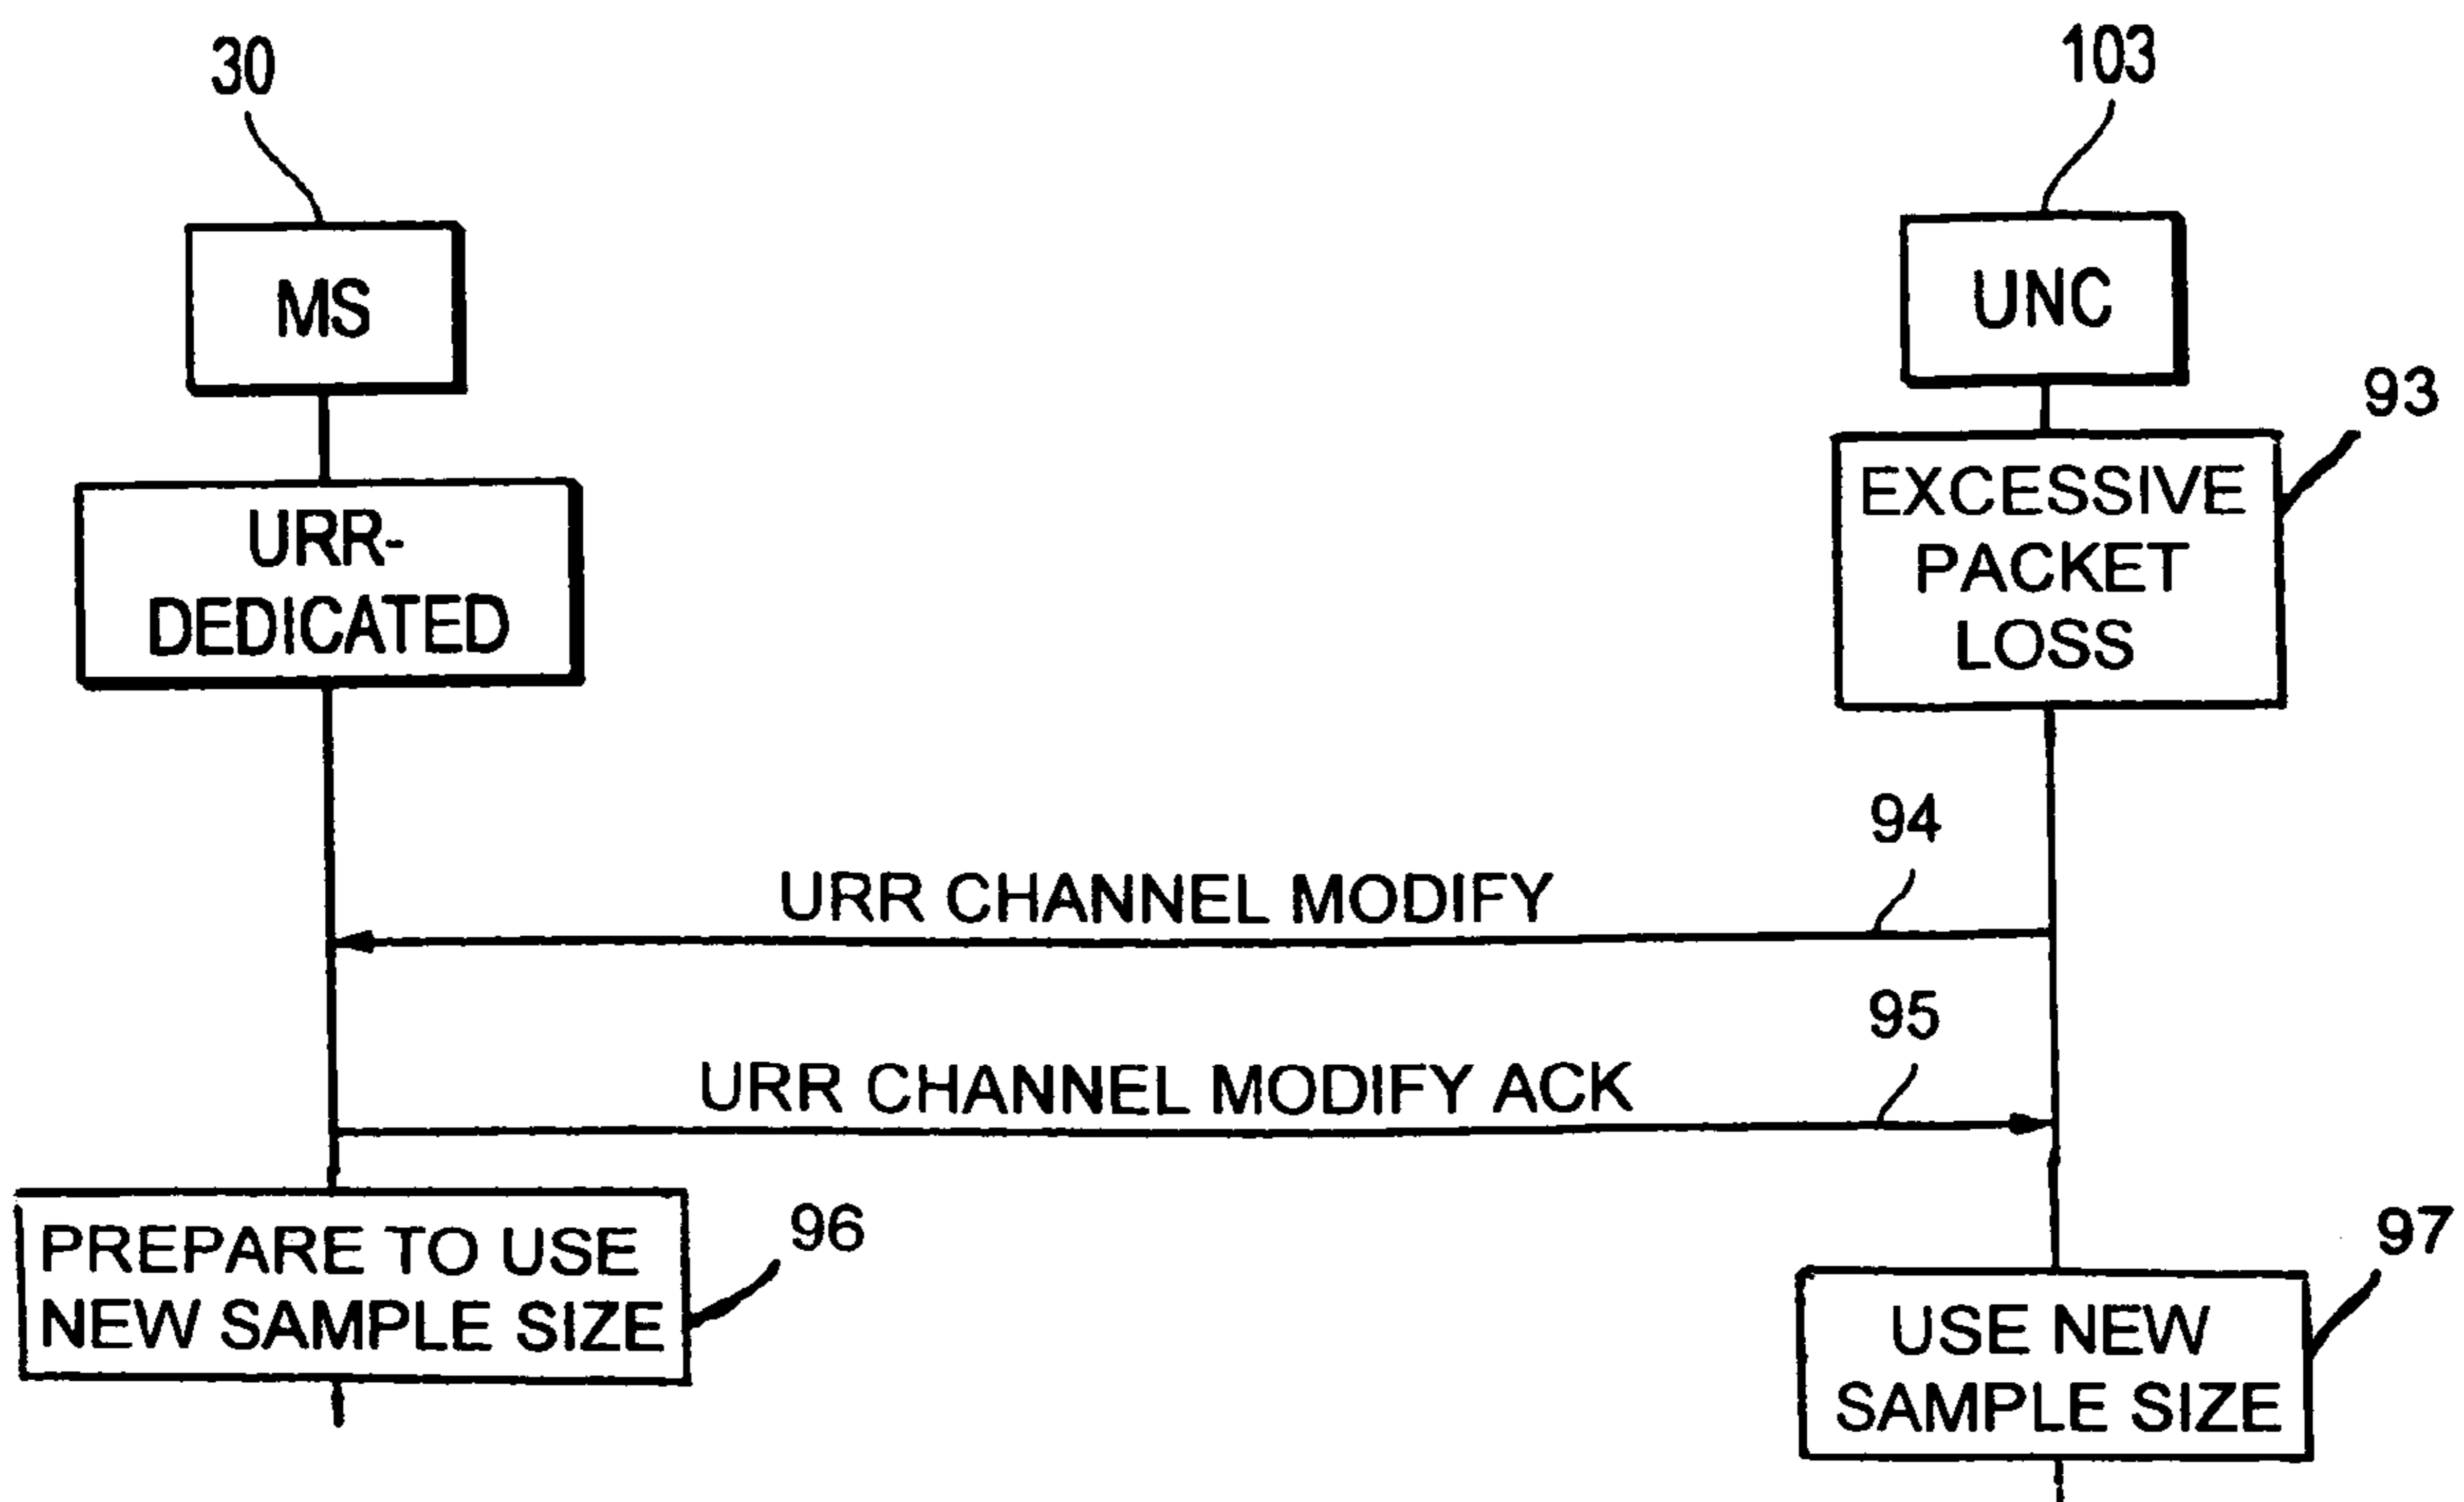 30
103
MS
UNC
93
URR-
DEDICATED
EXCESSIVE
PACKET
LOSS
94
URR CHANNEL MODIFY
95
URR CHANNEL MODIFY ACK
PREPARE TO USE
NEW SAMPLE SIZE
96
97
USE NEW
SAMPLE SIZE